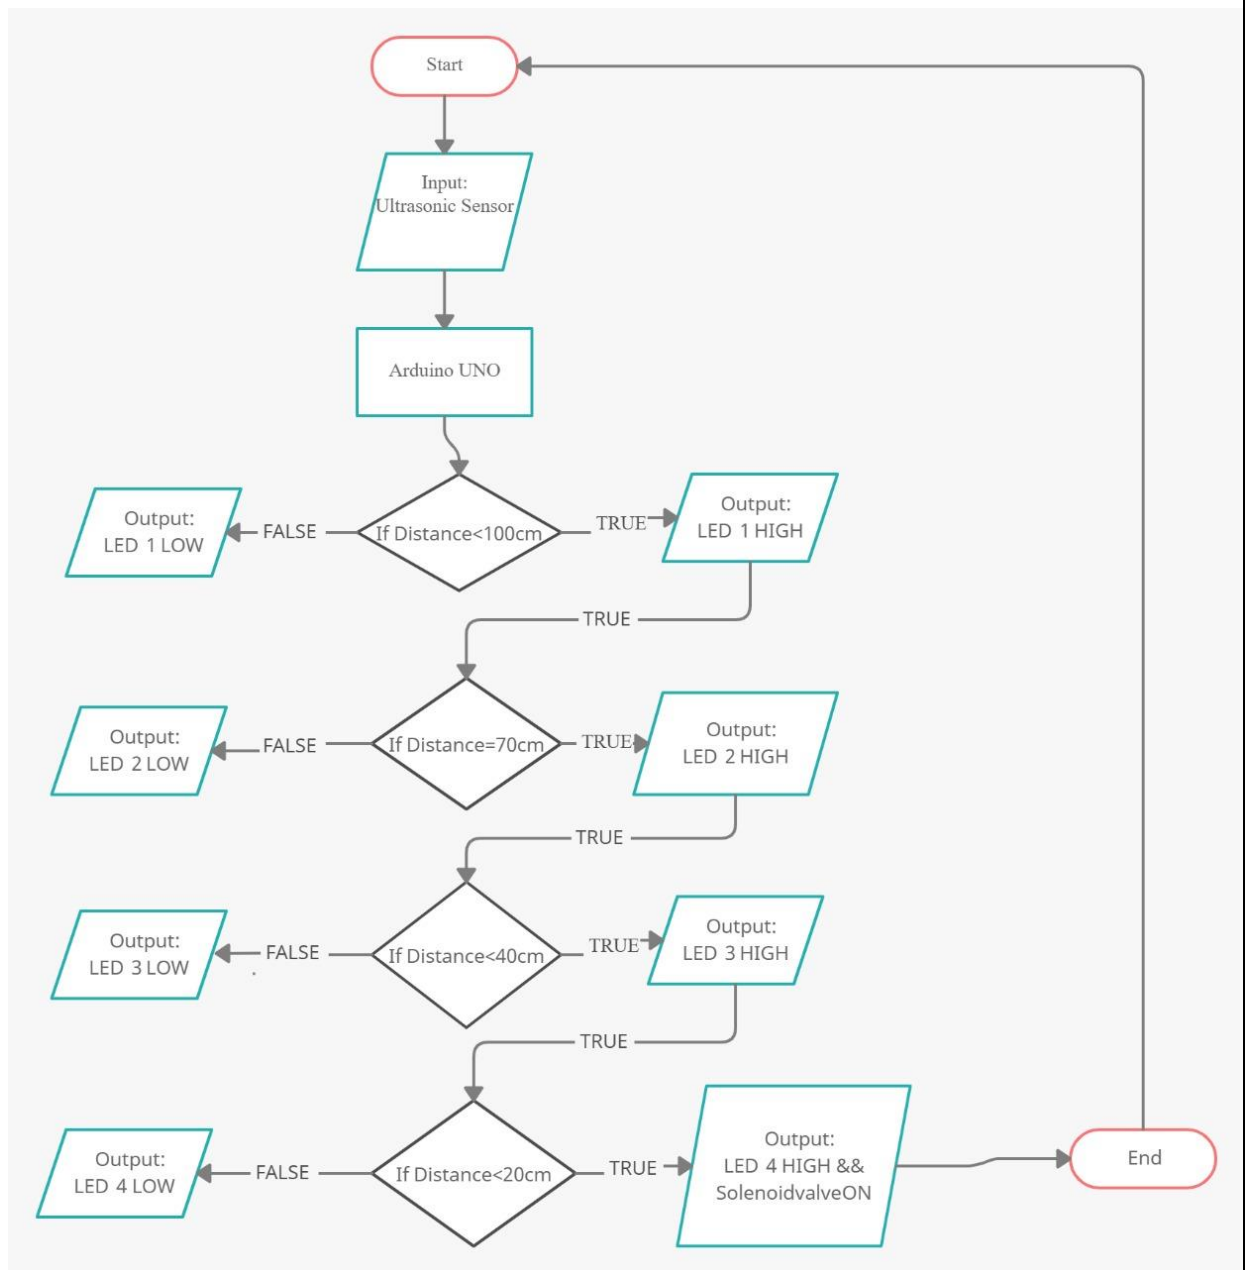 Start
Input:
Ultrasonic Sensor
Arduino UNO
Output:
LED 1 LOW
FALSE
If Distance<100cm
TRUE
Output:
LED 1 HIGH
TRUE
Output:
LED 2 LOW
FALSE
If Distance=70cm
TRUE
Output:
LED 2 HIGH
TRUE
Output:
LED 3 LOW
FALSE
If Distance<40cm
TRUE
Output:
LED 3 HIGH
TRUE
Output:
LED 4 LOW
FALSE
If Distance<20cm
TRUE
Output:
LED 4 HIGH &&
SolenoidvalveON
End